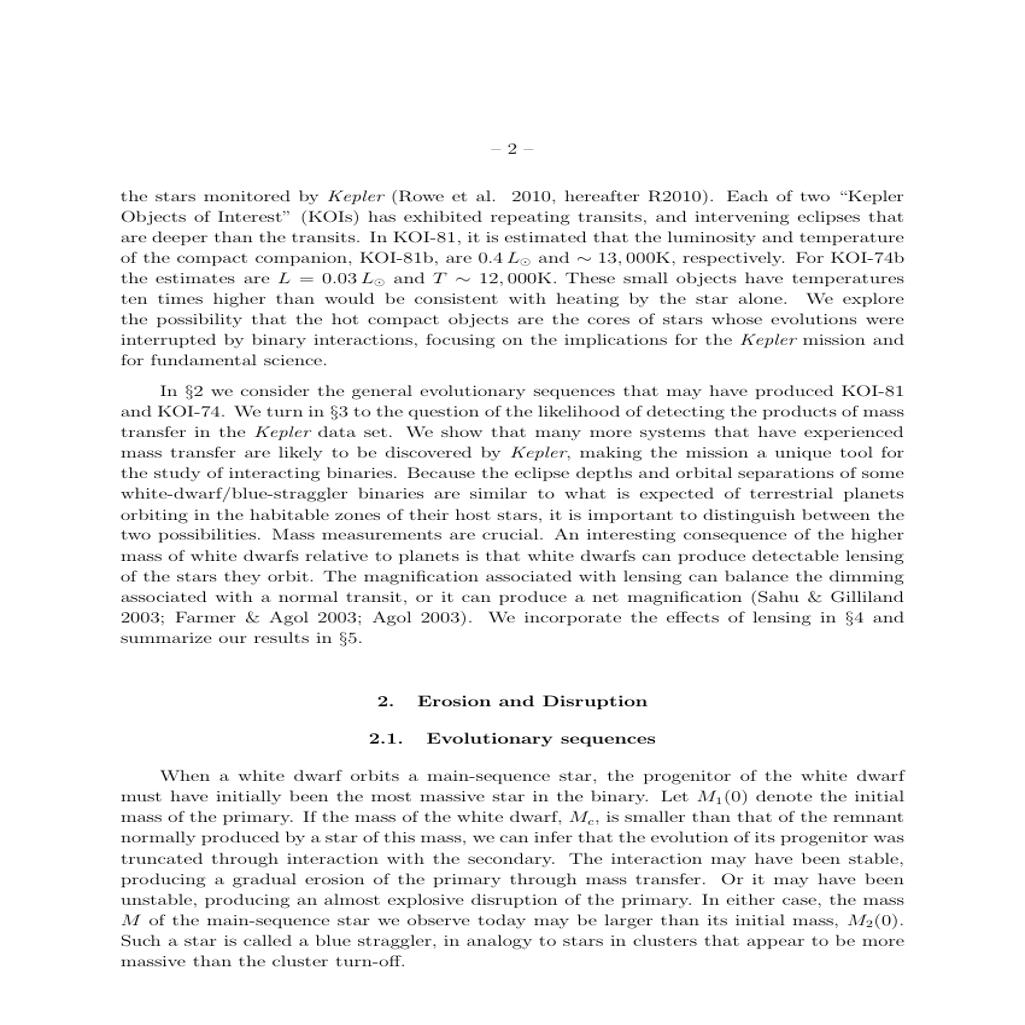 – 2 –
the stars monitored by Kepler (Rowe et al. 2010, hereafter R2010). Each of two “Kepler
Objects of Interest” (KOIs) has exhibited repeating transits, and intervening eclipses that
are deeper than the transits. In KOI-81, it is estimated that the luminosity and temperature
of the compact companion, KOI-81b, are 0.4 L⊙ and ∼ 13, 000K, respectively. For KOI-74b
the estimates are L = 0.03 L⊙ and T ∼ 12, 000K. These small objects have temperatures
ten times higher than would be consistent with heating by the star alone. We explore
the possibility that the hot compact objects are the cores of stars whose evolutions were
interrupted by binary interactions, focusing on the implications for the Kepler mission and
for fundamental science.
In §2 we consider the general evolutionary sequences that may have produced KOI-81
and KOI-74. We turn in §3 to the question of the likelihood of detecting the products of mass
transfer in the Kepler data set. We show that many more systems that have experienced
mass transfer are likely to be discovered by Kepler, making the mission a unique tool for
the study of interacting binaries. Because the eclipse depths and orbital separations of some
white-dwarf/blue-straggler binaries are similar to what is expected of terrestrial planets
orbiting in the habitable zones of their host stars, it is important to distinguish between the
two possibilities. Mass measurements are crucial. An interesting consequence of the higher
mass of white dwarfs relative to planets is that white dwarfs can produce detectable lensing
of the stars they orbit. The magnification associated with lensing can balance the dimming
associated with a normal transit, or it can produce a net magnification (Sahu & Gilliland
2003; Farmer & Agol 2003; Agol 2003). We incorporate the effects of lensing in §4 and
summarize our results in §5.
2. Erosion and Disruption
2.1. Evolutionary sequences
When a white dwarf orbits a main-sequence star, the progenitor of the white dwarf
must have initially been the most massive star in the binary. Let M₁(0) denote the initial
mass of the primary. If the mass of the white dwarf, M_c, is smaller than that of the remnant
normally produced by a star of this mass, we can infer that the evolution of its progenitor was
truncated through interaction with the secondary. The interaction may have been stable,
producing a gradual erosion of the primary through mass transfer. Or it may have been
unstable, producing an almost explosive disruption of the primary. In either case, the mass
M of the main-sequence star we observe today may be larger than its initial mass, M₂(0).
Such a star is called a blue straggler, in analogy to stars in clusters that appear to be more
massive than the cluster turn-off.